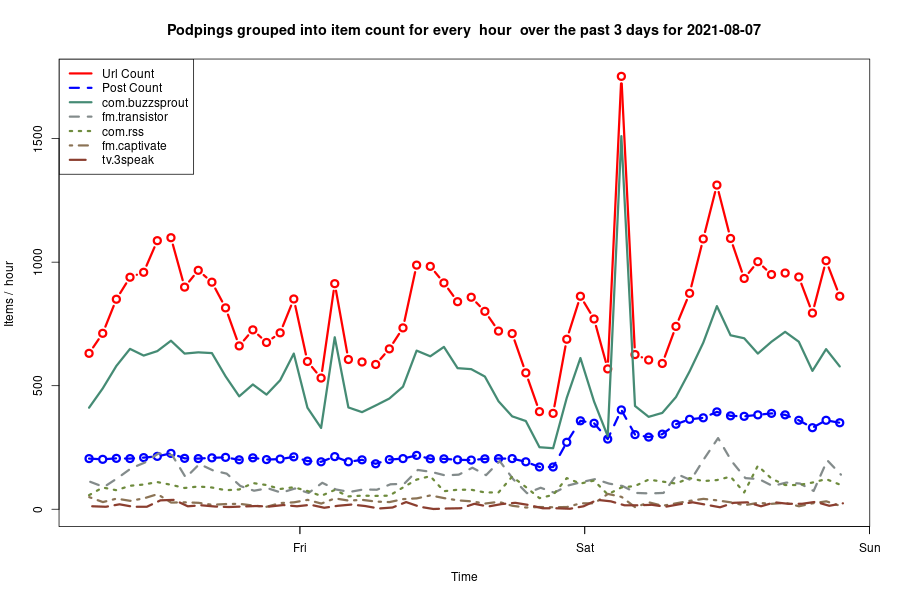 Podpings grouped into item count for every  hour  over the past 3 days for 2021-08-07
Url Count
Post Count
com.buzzsprout
fm.transistor
com.rss
fm.captivate
tv.3speak
Items /  hour
1500
1000
500
0
Fri
Sat
Sun
Time